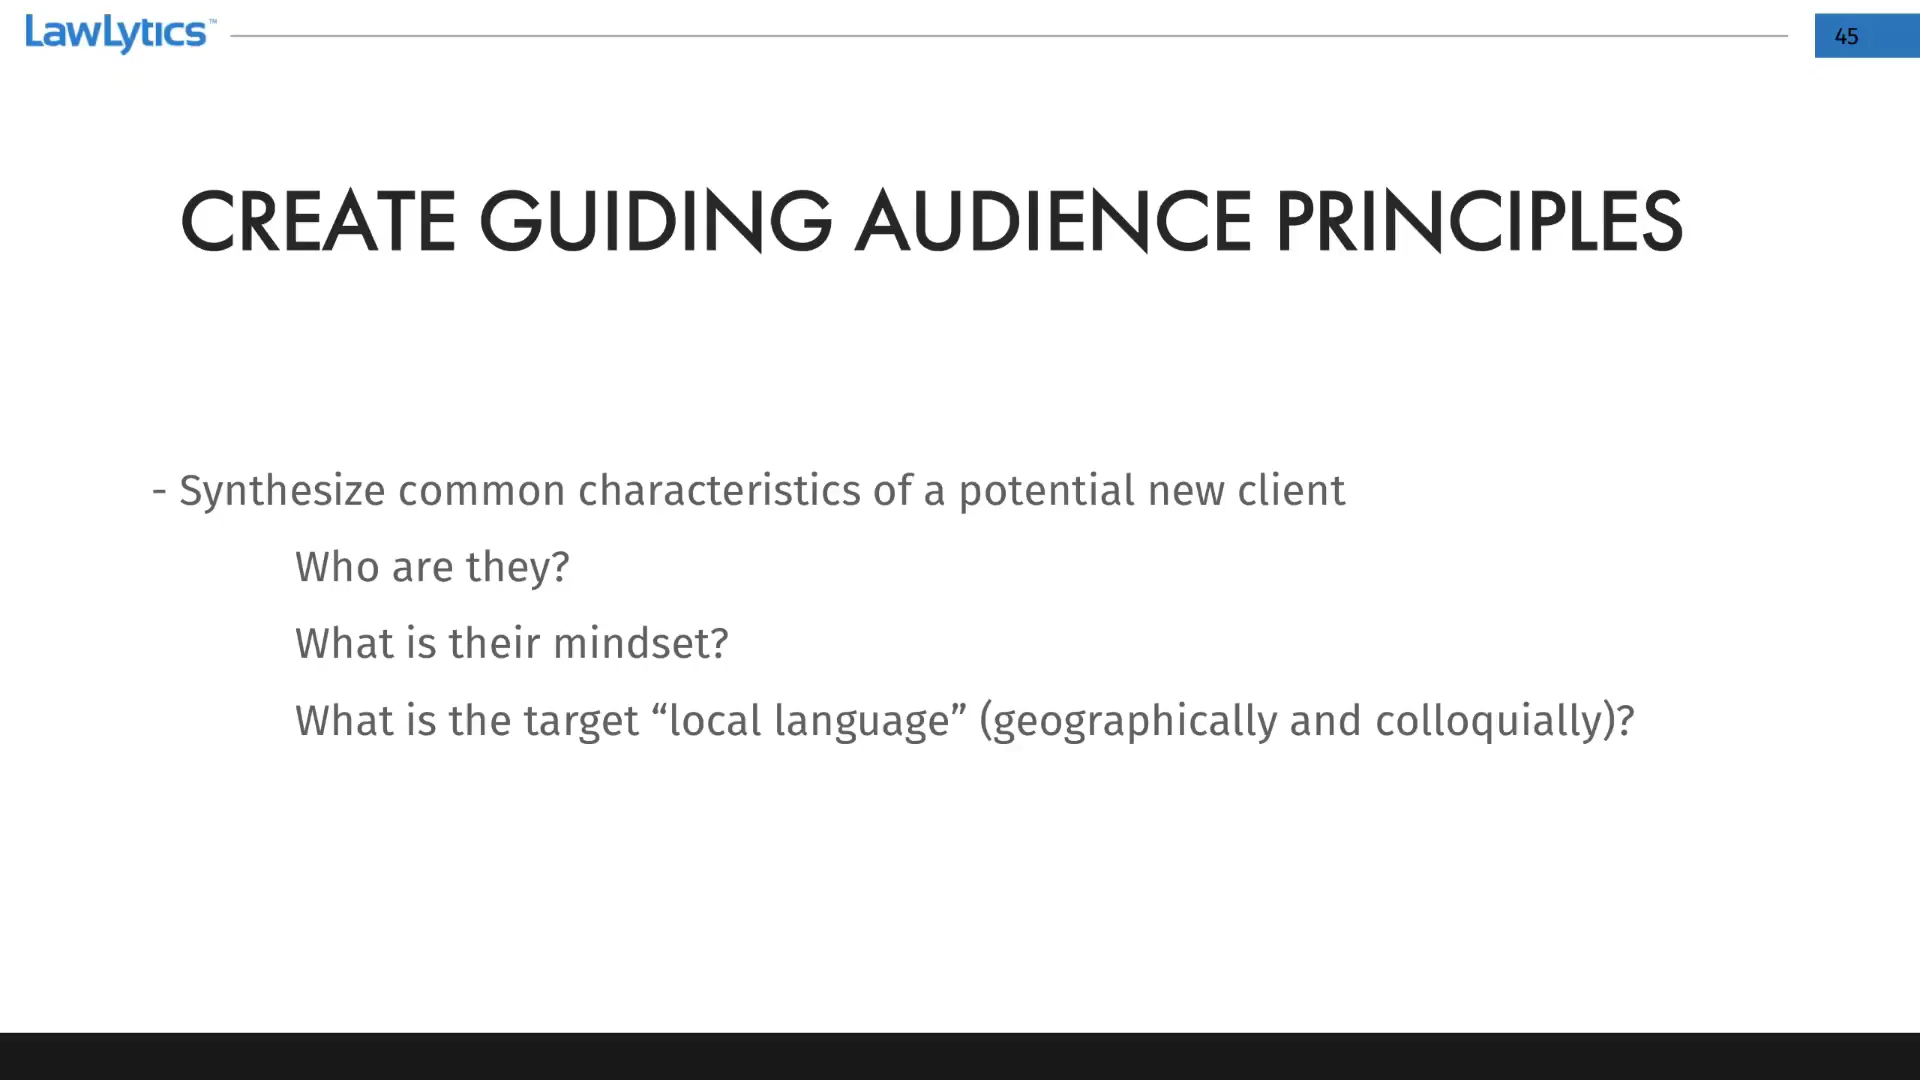 LawLytics™
45
CREATE GUIDING AUDIENCE PRINCIPLES
- Synthesize common characteristics of a potential new client
Who are they?
What is their mindset?
What is the target “local language” (geographically and colloquially)?